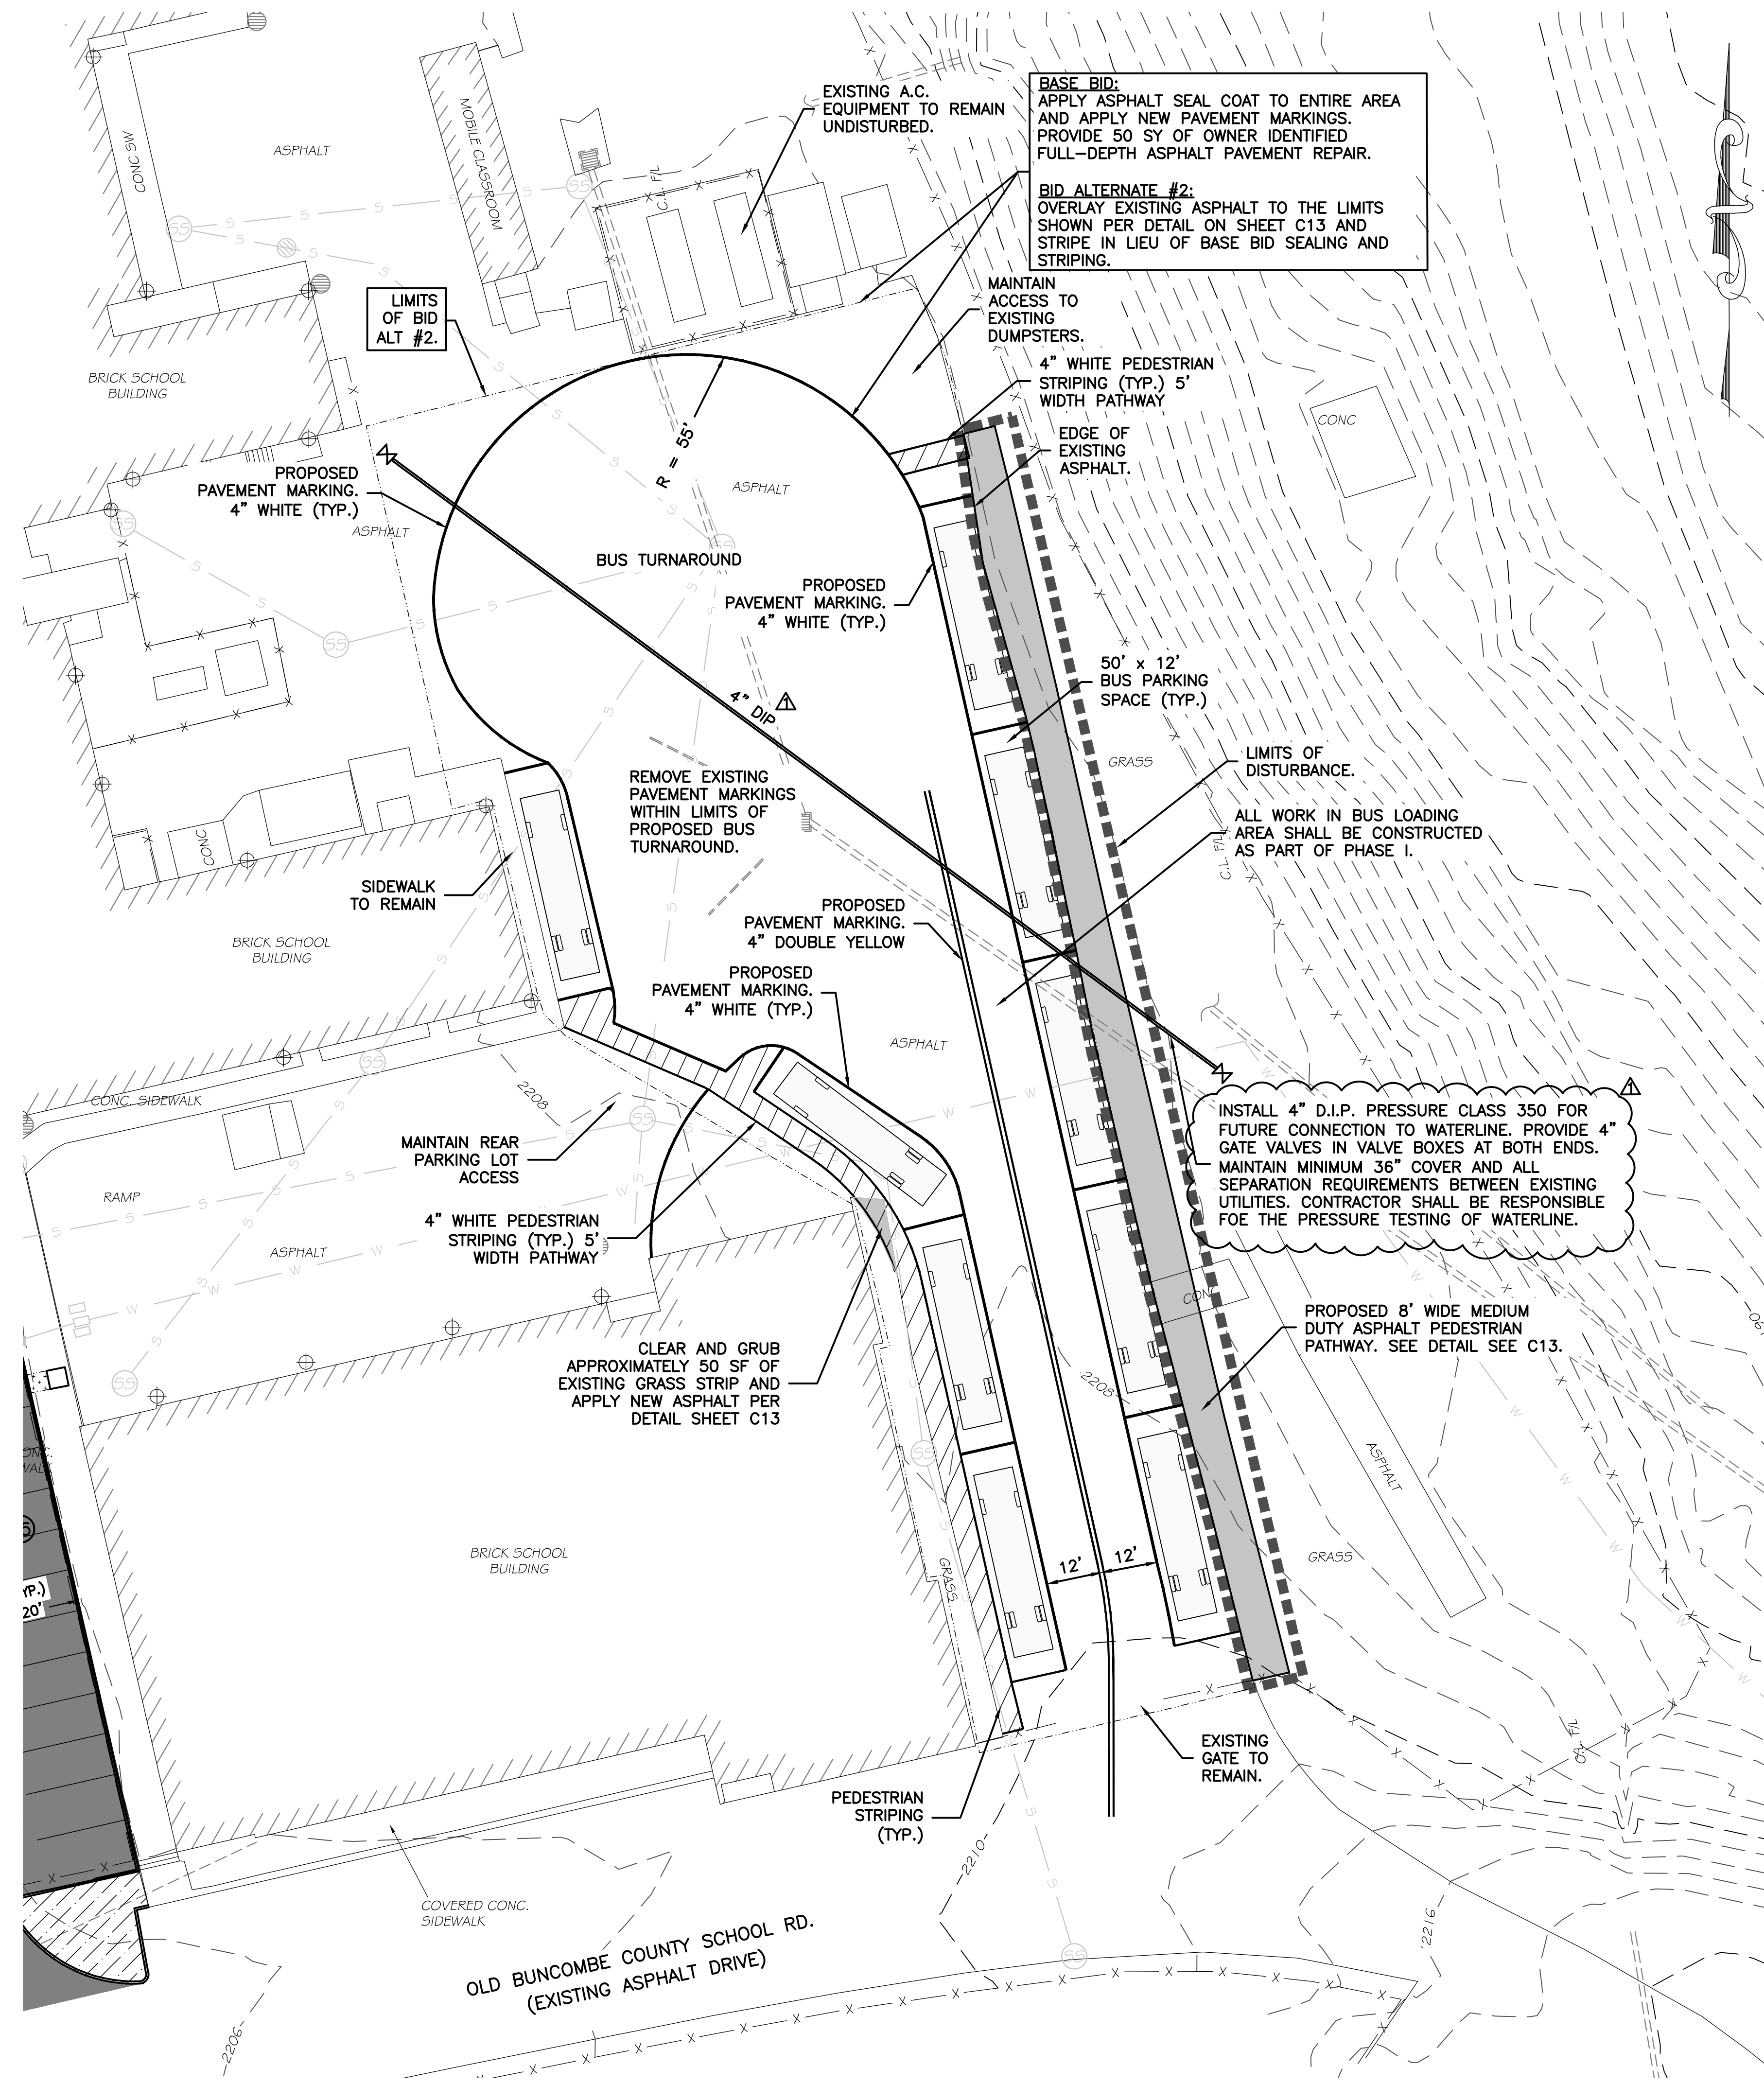 EXISTING A.C.
EQUIPMENT TO REMAIN
UNDISTURBED.
BASE BID:
APPLY ASPHALT SEAL COAT TO ENTIRE AREA
AND APPLY NEW PAVEMENT MARKINGS.
PROVIDE 50 SY OF OWNER IDENTIFIED
FULL-DEPTH ASPHALT PAVEMENT REPAIR.
BID ALTERNATE #2:
OVERLAY EXISTING ASPHALT TO THE LIMITS
SHOWN PER DETAIL ON SHEET C13 AND
STRIPE IN LIEU OF BASE BID SEALING AND
STRIPING.
CONC SW
ASPHALT
MOBILE CLASSROOM
C.I. F/L
LIMITS
OF BID
ALT #2.
MAINTAIN
ACCESS TO
EXISTING
DUMPSTERS.
BRICK SCHOOL
BUILDING
4" WHITE PEDESTRIAN
STRIPING (TYP.) 5'
WIDTH PATHWAY
CONC
EDGE OF
EXISTING
ASPHALT.
R = 55'
PROPOSED
PAVEMENT MARKING.
4" WHITE (TYP.)
ASPHALT
ASPHALT
BUS TURNAROUND
PROPOSED
PAVEMENT MARKING.
4" WHITE (TYP.)
50' x 12'
BUS PARKING
SPACE (TYP.)
4" DIP
1
GRASS
LIMITS OF
DISTURBANCE.
REMOVE EXISTING
PAVEMENT MARKINGS
WITHIN LIMITS OF
PROPOSED BUS
TURNAROUND.
ALL WORK IN BUS LOADING
AREA SHALL BE CONSTRUCTED
AS PART OF PHASE I.
C.I. F/L
CONC
SIDEWALK
TO REMAIN
PROPOSED
PAVEMENT MARKING.
4" DOUBLE YELLOW
BRICK SCHOOL
BUILDING
PROPOSED
PAVEMENT MARKING.
4" WHITE (TYP.)
ASPHALT
CONC. SIDEWALK
2208
1
INSTALL 4" D.I.P. PRESSURE CLASS 350 FOR
FUTURE CONNECTION TO WATERLINE. PROVIDE 4"
GATE VALVES IN VALVE BOXES AT BOTH ENDS.
MAINTAIN MINIMUM 36" COVER AND ALL
SEPARATION REQUIREMENTS BETWEEN EXISTING
UTILITIES. CONTRACTOR SHALL BE RESPONSIBLE
FOE THE PRESSURE TESTING OF WATERLINE.
MAINTAIN REAR
PARKING LOT
ACCESS
RAMP
4" WHITE PEDESTRIAN
STRIPING (TYP.) 5'
WIDTH PATHWAY
ASPHALT
CONC
PROPOSED 8' WIDE MEDIUM
DUTY ASPHALT PEDESTRIAN
PATHWAY. SEE DETAIL SEE C13.
CLEAR AND GRUB
APPROXIMATELY 50 SF OF
EXISTING GRASS STRIP AND
APPLY NEW ASPHALT PER
DETAIL SHEET C13
2208
ASPHALT
BRICK SCHOOL
BUILDING
GRASS
12'
12'
GRASS
YP.)
20'
EXISTING
GATE TO
REMAIN.
C.I. F/L
PEDESTRIAN
STRIPING
(TYP.)
2210
COVERED CONC.
SIDEWALK
OLD BUNCOMBE COUNTY SCHOOL RD.
(EXISTING ASPHALT DRIVE)
2216
2206